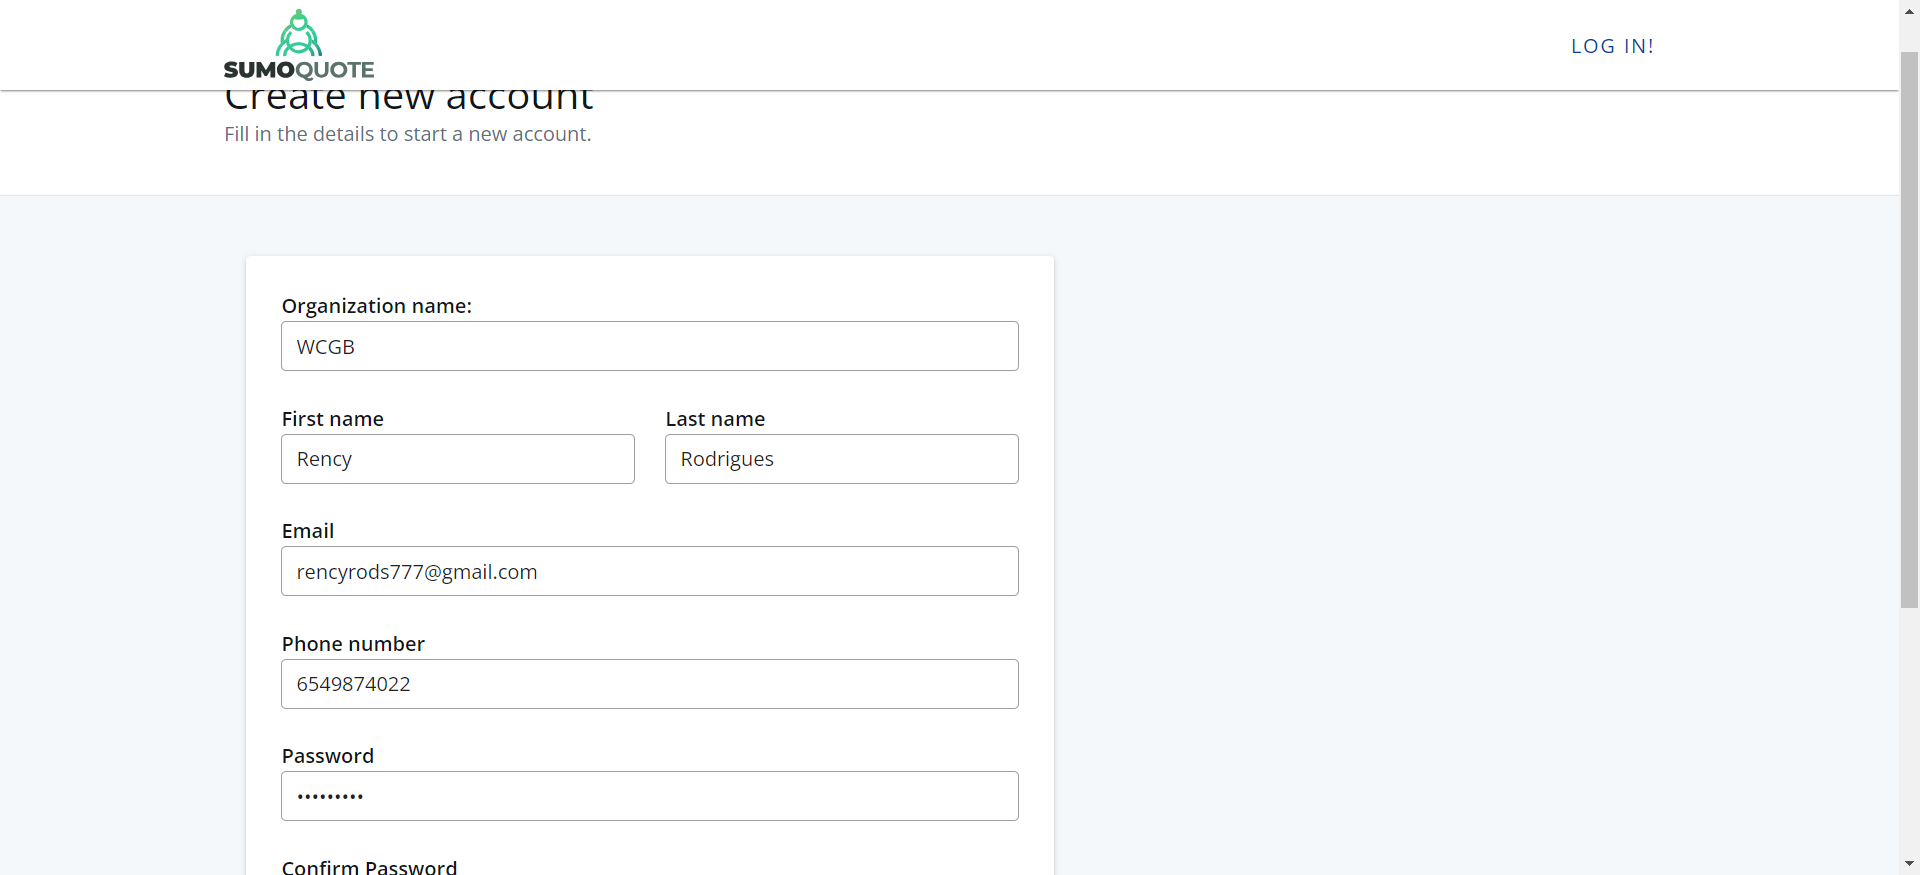 SUMOQUOTE
LOG IN!
Create new account
Fill in the details to start a new account.
Organization name:
WCGB
First name
Last name
Rency
Rodrigues
Email
rencyrods777@gmail.com
Phone number
6549874022
Password
•••••••••
Confirm Password